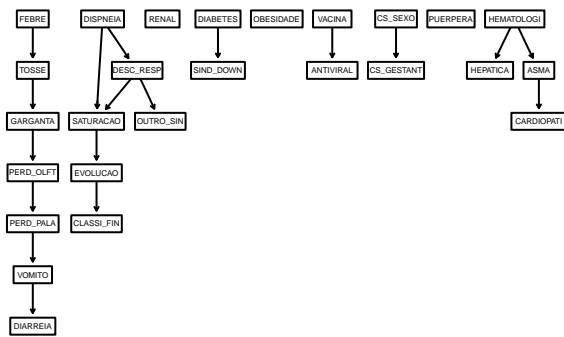 FEBRE
DISPNEIA
RENAL
DIABETES
OBESIDADE
VACINA
CS_SEXO
PUERPERA
HEMATOLOGI
TOSSE
DESC_RESP
SIND_DOWN
ANTIVIRAL
CS_GESTANT
HEPATICA
ASMA
GARGANTA
SATURACAO
OUTRO_SIN
CARDIOPATI
PERD_OLFT
EVOLUCAO
PERD_PALA
CLASSI_FIN
VOMITO
DIARREIA